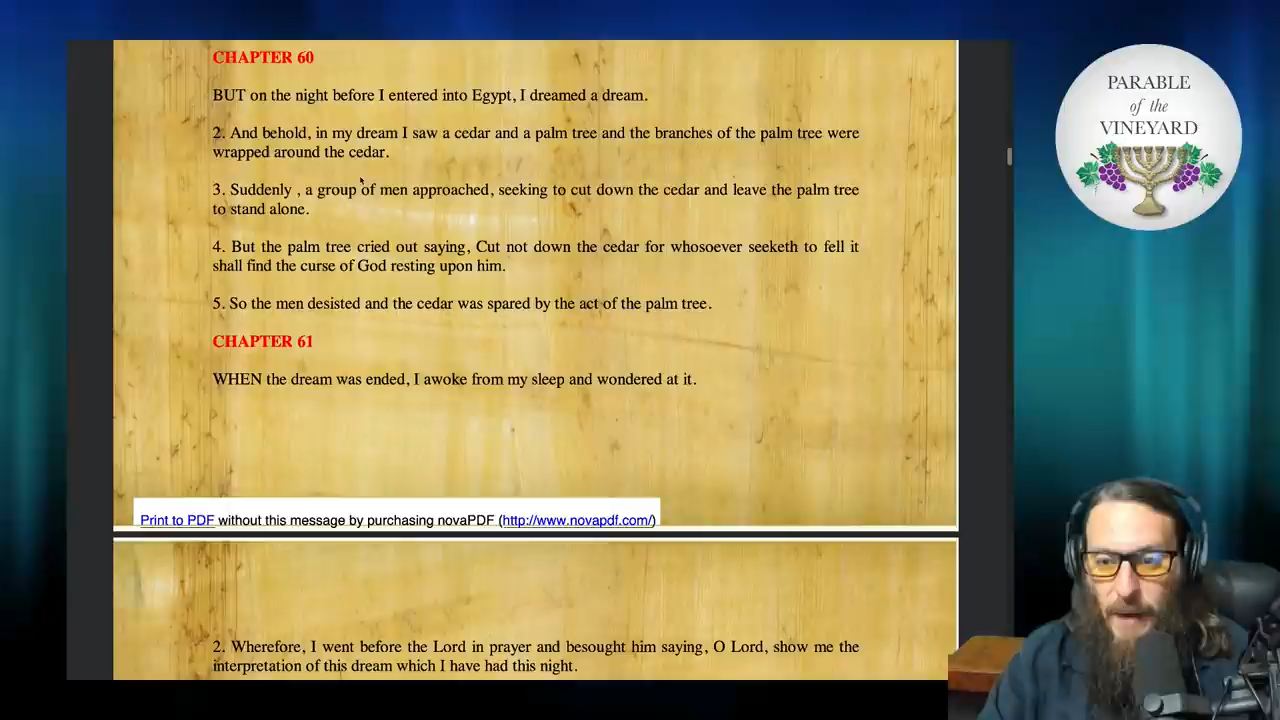 CHAPTER 60
BUT on the night before I entered into Egypt, I dreamed a dream.
2. And behold, in my dream I saw a cedar and a palm tree and the branches of the palm tree were
wrapped around the cedar.
3. Suddenly , a group of men approached, seeking to cut down the cedar and leave the palm tree
to stand alone.
4. But the palm tree cried out saying, Cut not down the cedar for whosoever seeketh to fell it
shall find the curse of God resting upon him.
5. So the men desisted and the cedar was spared by the act of the palm tree.
CHAPTER 61
WHEN the dream was ended, I awoke from my sleep and wondered at it.
Print to PDF without this message by purchasing novaPDF (http://www.novapdf.com/)
2. Wherefore, I went before the Lord in prayer and besought him saying, O Lord, show me the
interpretation of this dream which I have had this night.
PARABLE
of the
VINEYARD